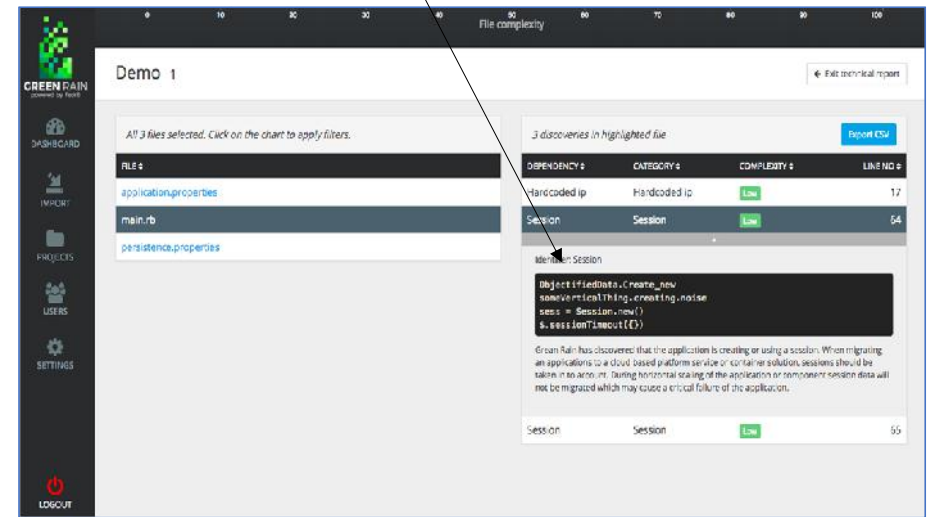 0 10 20 30 40 50 60 70 80 90 100
File complexity
GREEN RAIN
Demo 1
← Exit technical report
DASHBOARD
IMPORT
PROJECTS
USERS
SETTINGS
LOGOUT
All 3 files selected. Click on the chart to apply filters.
FILE
application.properties
main.rb
persistence.properties
3 discoveries in highlighted file
Export CSV
DEPENDENCY CATEGORY COMPLEXITY LINE NO
Hardcoded ip Hardcoded ip Low 17
Session Session Low 64
Identifier: Session
ObjectifiedData.Create_new
someVerticalThing.creating.noise
sess = Session.new()
$.sessionTimeout({})
Grean Rain has discovered that the application is creating or using a session. When migrating
an applications to a cloud based platform service or container solution, sessions should be
taken in to account. During horizontal scaling of the application or component session data will
not be migrated which may cause a critical failure of the application.
Session Session Low 65